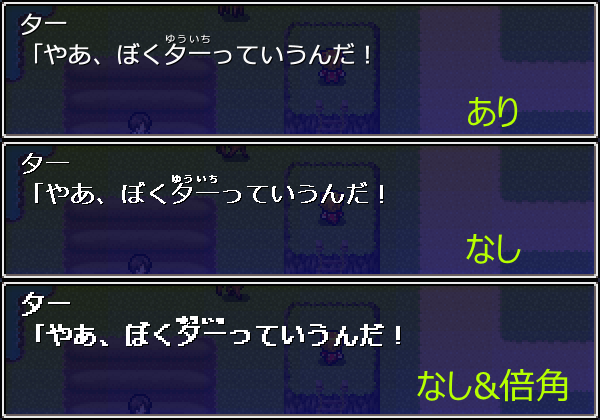 ター
ゆういち
「やあ、ぼくターっていうんだ！
あり
ター
ゆういち
「やあ、ぼくターっていうんだ！
なし
ター
「やあ、ぼくターっていうんだ！
なし&倍角